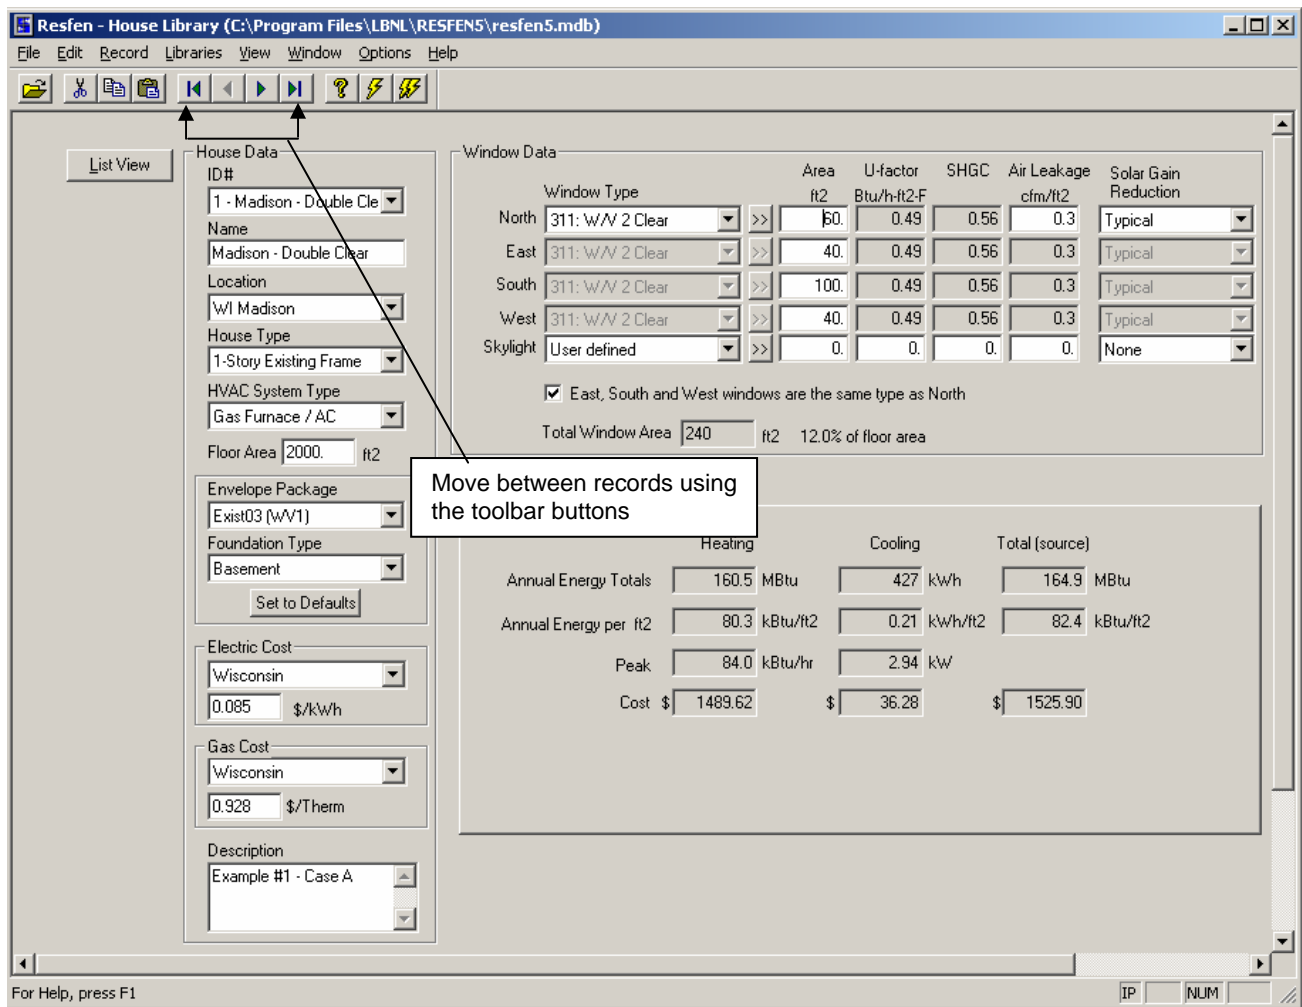 Resfen - House Library (C:\Program Files\LBNL\RESFEN5\resfen5.mdb)
File Edit Record Libraries View Window Options Help
List View
House Data
ID#
1 - Madison - Double Cle
Name
Madison - Double Clear
Location
WI Madison
House Type
1-Story Existing Frame
HVAC System Type
Gas Furnace / AC
Floor Area 2000. ft2
Envelope Package
Exist03 (WV1)
Foundation Type
Basement
Set to Defaults
Electric Cost
Wisconsin
0.085 $/kWh
Gas Cost
Wisconsin
0.928 $/Therm
Description
Example #1 - Case A
Window Data
Area U-factor SHGC Air Leakage Solar Gain
Window Type ft2 Btu/h-ft2-F cfm/ft2 Reduction
North 311: W/V 2 Clear >> 60. 0.49 0.56 0.3 Typical
East 311: W/V 2 Clear >> 40. 0.49 0.56 0.3 Typical
South 311: W/V 2 Clear >> 100. 0.49 0.56 0.3 Typical
West 311: W/V 2 Clear >> 40. 0.49 0.56 0.3 Typical
Skylight User defined >> 0. 0. 0. 0. None
East, South and West windows are the same type as North
Total Window Area 240 ft2 12.0% of floor area
Move between records using
the toolbar buttons
Heating Cooling Total (source)
Annual Energy Totals 160.5 MBtu 427 kWh 164.9 MBtu
Annual Energy per ft2 80.3 kBtu/ft2 0.21 kWh/ft2 82.4 kBtu/ft2
Peak 84.0 kBtu/hr 2.94 kW
Cost $ 1489.62 $ 36.28 $ 1525.90
For Help, press F1 IP NUM